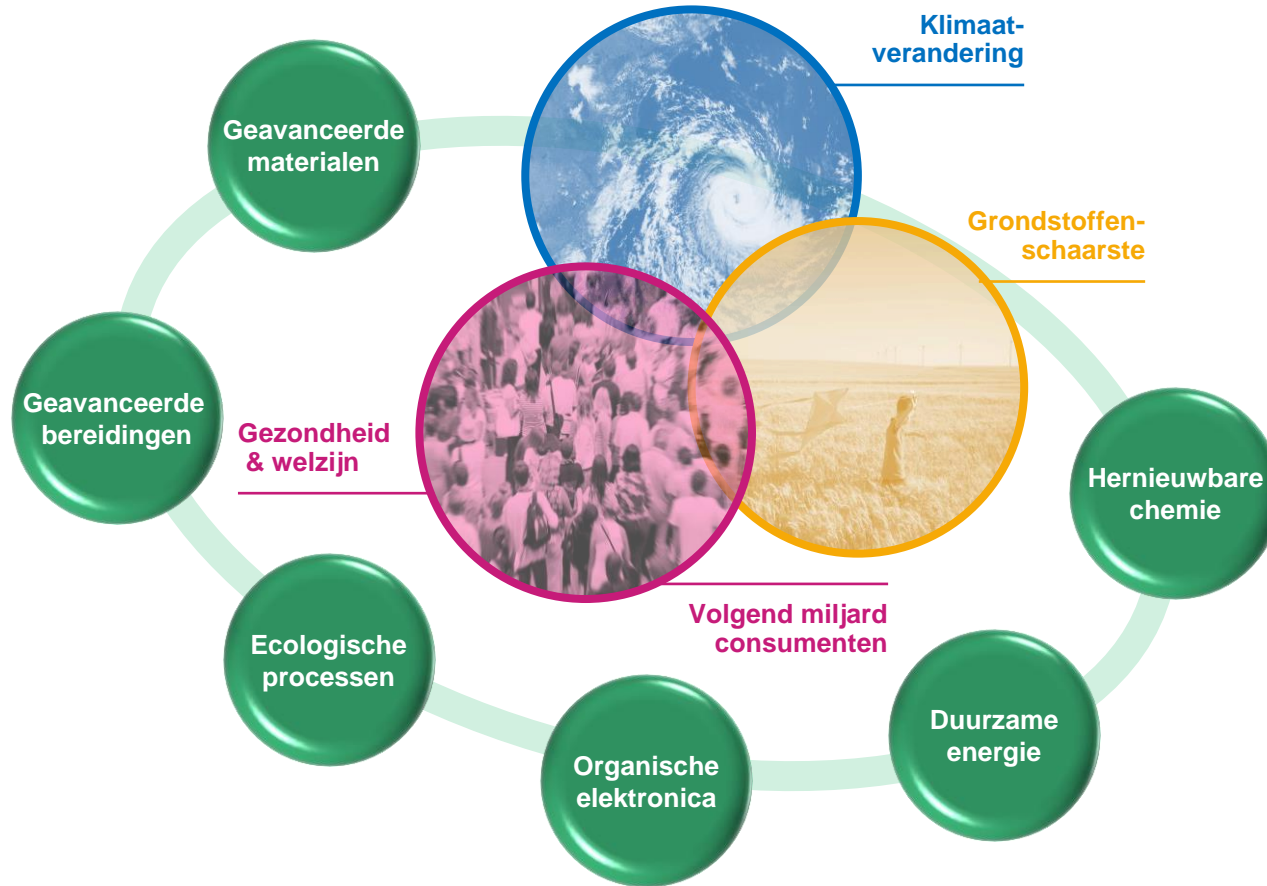 Klimaat-
verandering
Geavanceerde
materialen
Grondstoffen-
schaarste
Geavanceerde
bereidingen
Gezondheid
& welzijn
Hernieuwbare
chemie
Volgend miljard
consumenten
Ecologische
processen
Duurzame
energie
Organische
elektronica